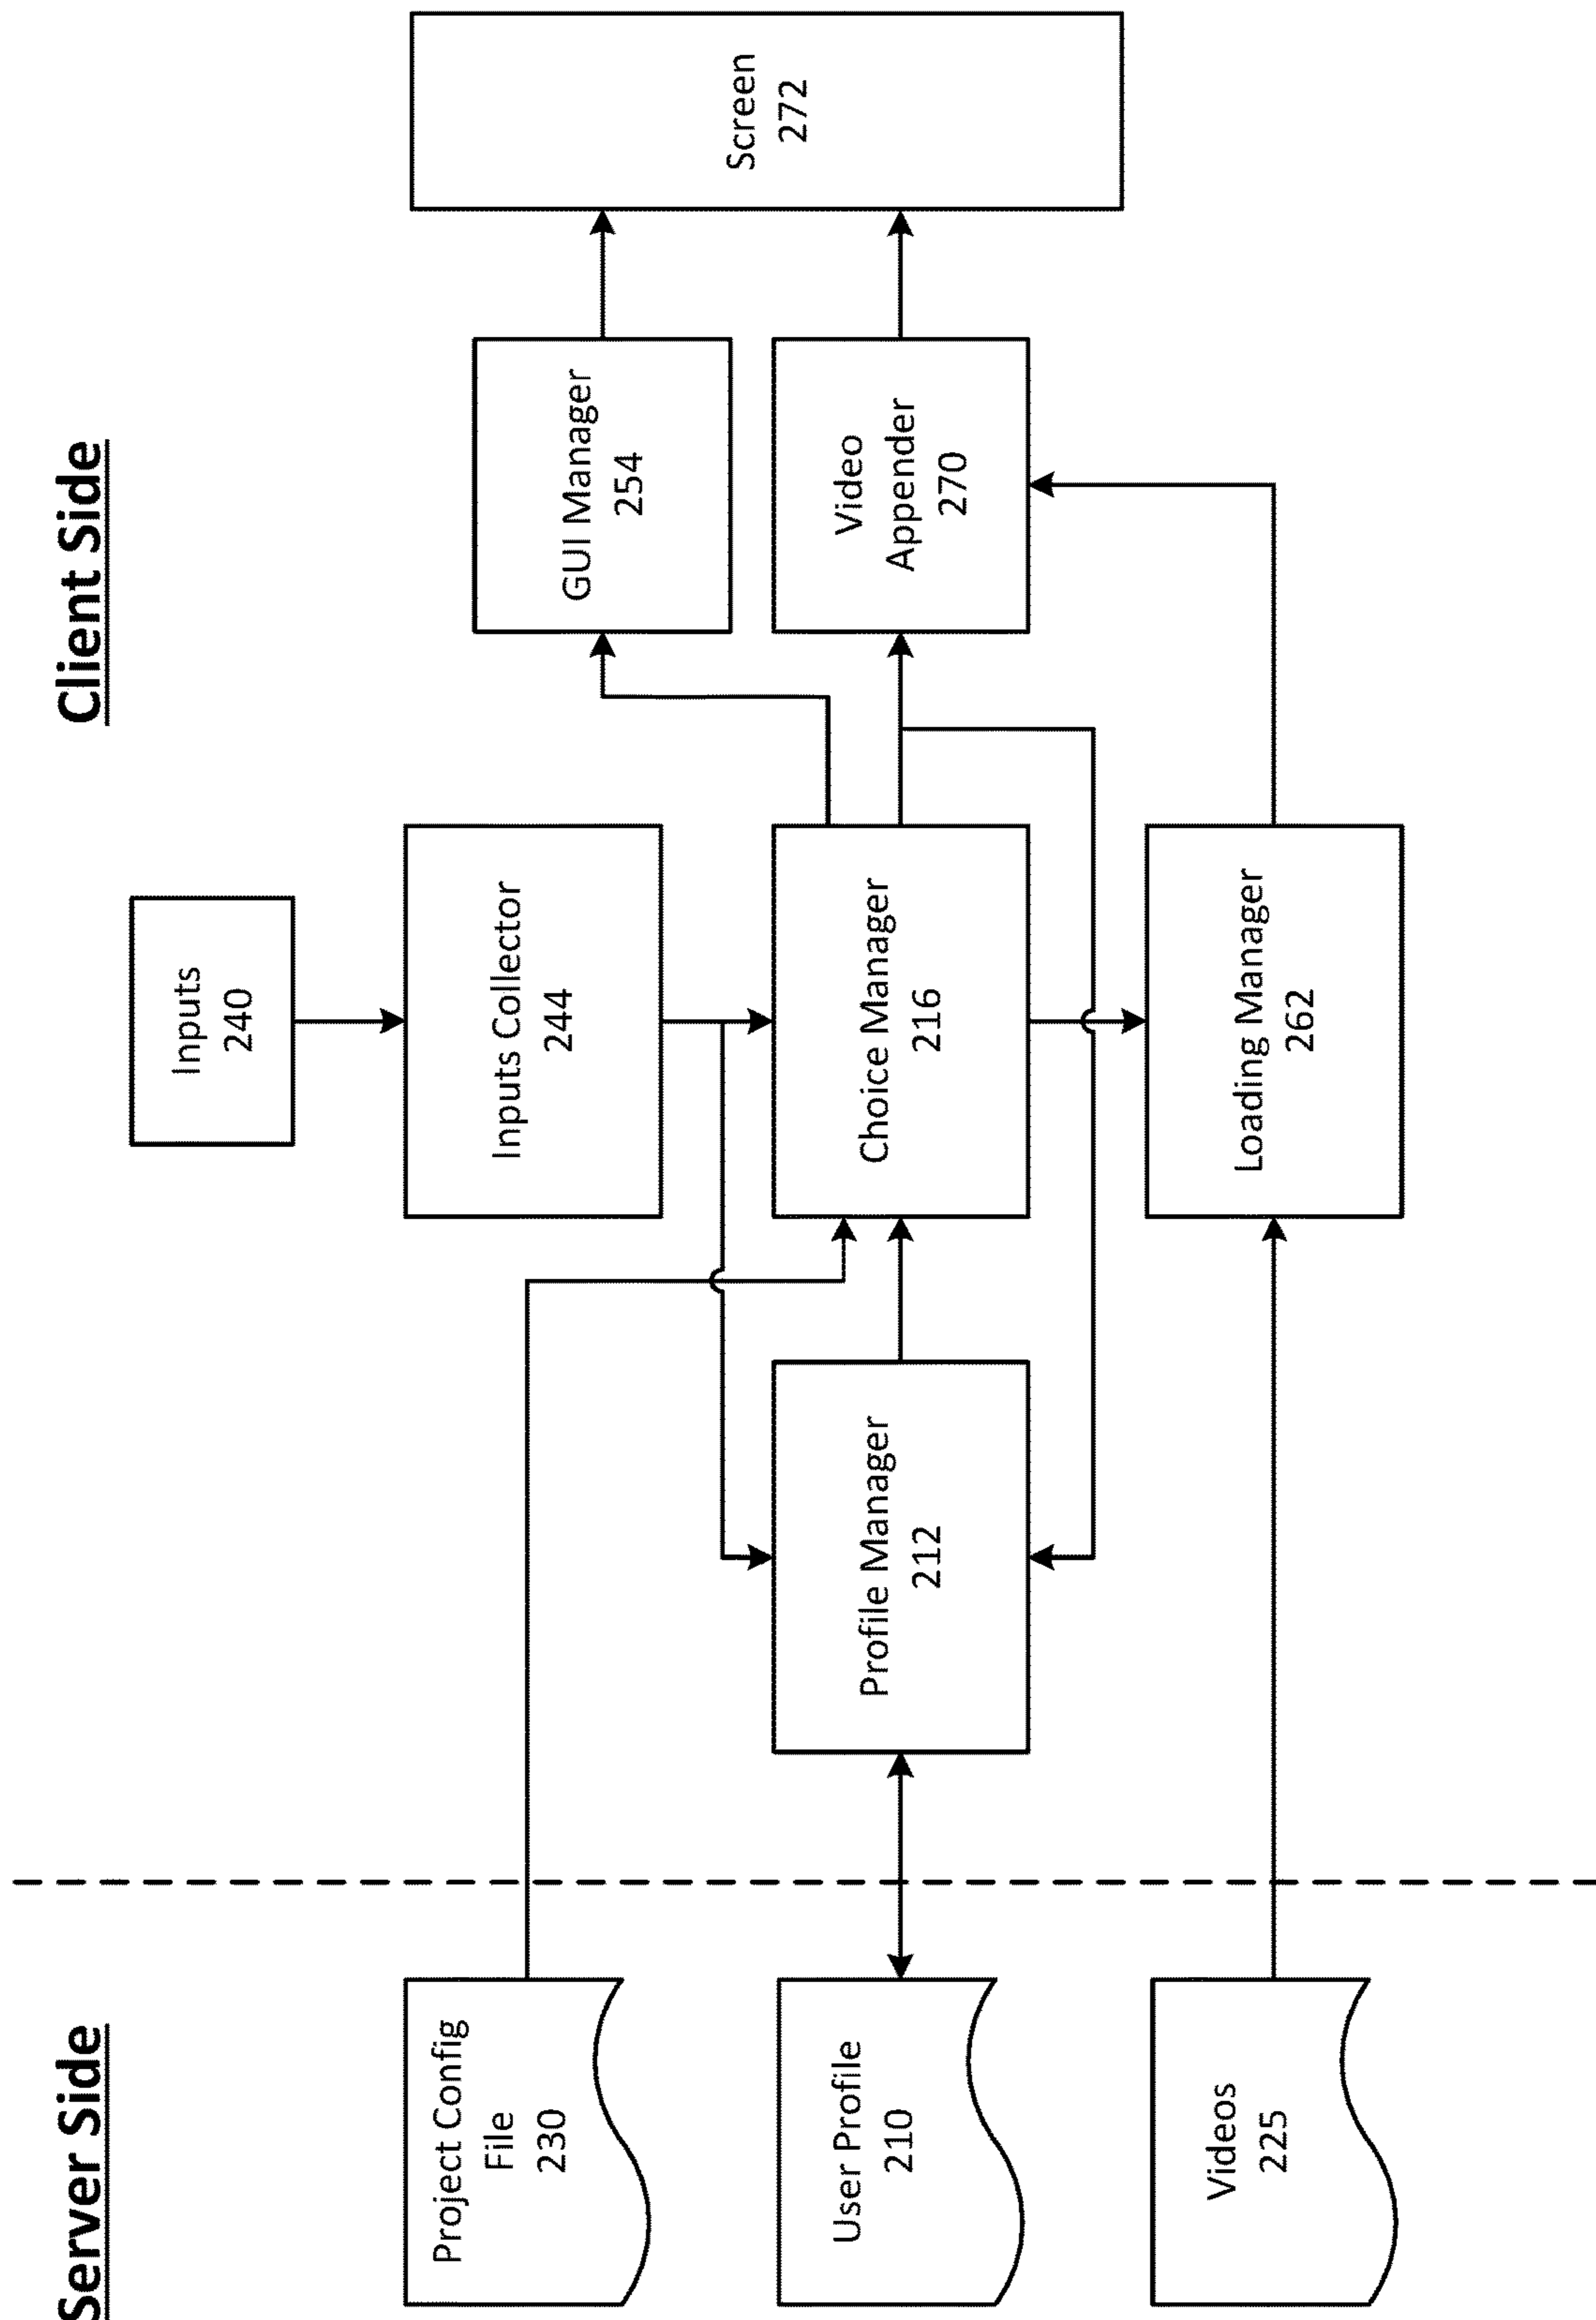 Server Side
Client Side
Inputs
240
Project Config
File
230
Inputs Collector
244
GUI Manager
254
Screen
272
User Profile
210
Profile Manager
212
Choice Manager
216
Video
Appender
270
Videos
225
Loading Manager
262